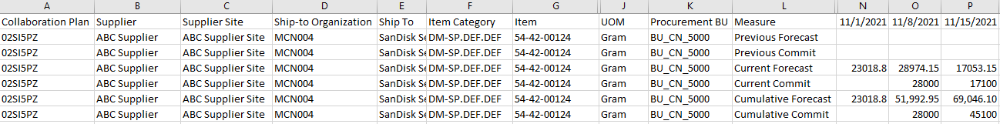 A B C D E F G J K L N O P
Collaboration Plan Supplier Supplier Site Ship-to Organization Ship To Item Category Item UOM Procurement BU Measure 11/1/2021 11/8/2021 11/15/2021
02SI5PZ ABC Supplier ABC Supplier Site MCN004 SanDisk Se DM-SP.DEF.DEF 54-42-00124 Gram BU_CN_5000 Previous Forecast
02SI5PZ ABC Supplier ABC Supplier Site MCN004 SanDisk Se DM-SP.DEF.DEF 54-42-00124 Gram BU_CN_5000 Previous Commit
02SI5PZ ABC Supplier ABC Supplier Site MCN004 SanDisk Se DM-SP.DEF.DEF 54-42-00124 Gram BU_CN_5000 Current Forecast 23018.8 28974.15 17053.15
02SI5PZ ABC Supplier ABC Supplier Site MCN004 SanDisk Se DM-SP.DEF.DEF 54-42-00124 Gram BU_CN_5000 Current Commit 28000 17100
02SI5PZ ABC Supplier ABC Supplier Site MCN004 SanDisk Se DM-SP.DEF.DEF 54-42-00124 Gram BU_CN_5000 Cumulative Forecast 23018.8 51,992.95 69,046.10
02SI5PZ ABC Supplier ABC Supplier Site MCN004 SanDisk Se DM-SP.DEF.DEF 54-42-00124 Gram BU_CN_5000 Cumulative Commit 28000 45100